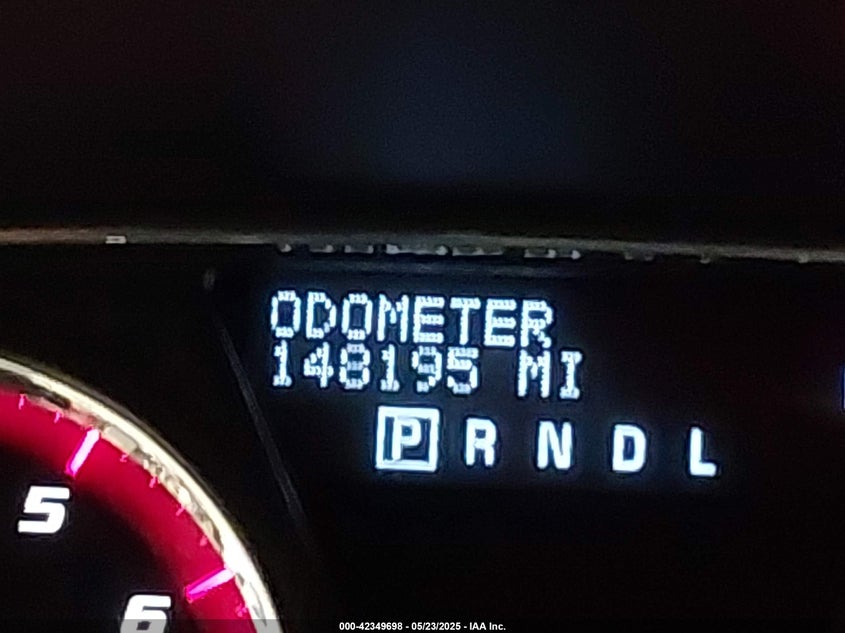 ODOMETER
148195 MI
P R N D L
5
6
000-42349698 - 05/23/2025 - IAA Inc.